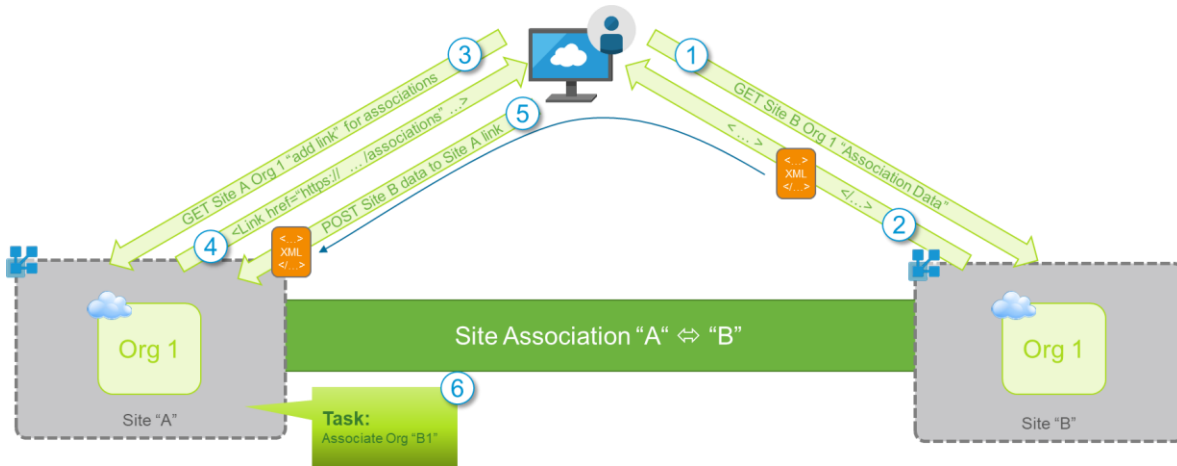 3
1
GET Site A Org 1 “add link” for associations
<Link href=“https:// … /associations” …>
5
POST Site B data to Site A link
GET Site B Org 1 “Association Data“
< … >
<…>
XML
</…>
</…>
2
4
<…>
XML
</…>
Org 1
Site “A”
Site Association “A“ ⇔ “B”
Org 1
Site “B”
6
Task:
Associate Org “B1”